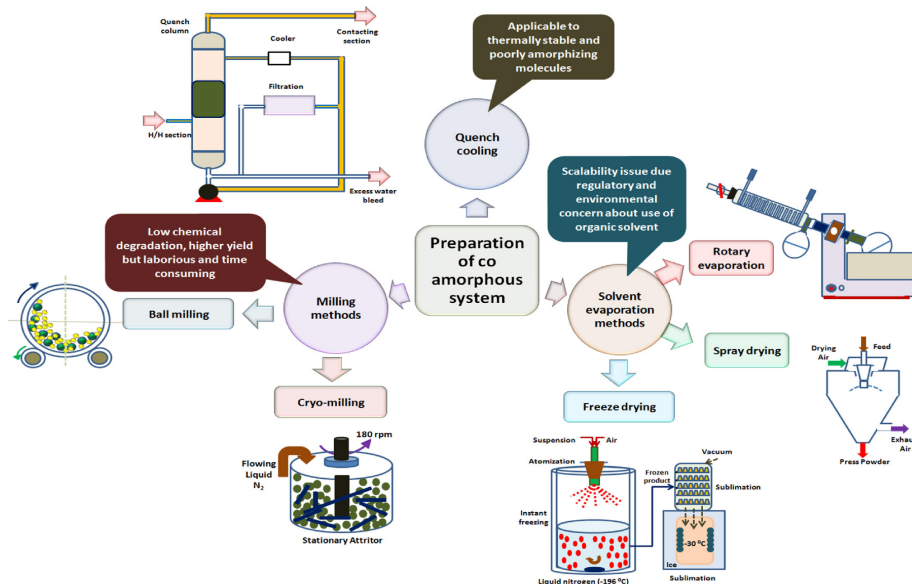 Quench
column
Contacting
section
Cooler
Filtration
H/H section
Excess water
bleed
Applicable to
thermally stable and
poorly amorphizing
molecules
Quench
cooling
Scalability issue due
regulatory and
environmental
concern about use of
organic solvent
Low chemical
degradation, higher yield
but laborious and time
consuming
Preparation
of co
amorphous
system
Rotary
evaporation
Milling
methods
Solvent
evaporation
methods
Ball milling
Spray drying
Drying
Air
Feed
Exhau
Air
Press Powder
Cryo-milling
Freeze drying
180 rpm
Flowing
Liquid
N₂
Stationary Attritor
Suspension
Air
Atomization
Frozen
product
Vacuum
Sublimation
Instant
freezing
-30 ⁰C
Ice
Liquid nitrogen (-196 ⁰C)
Sublimation